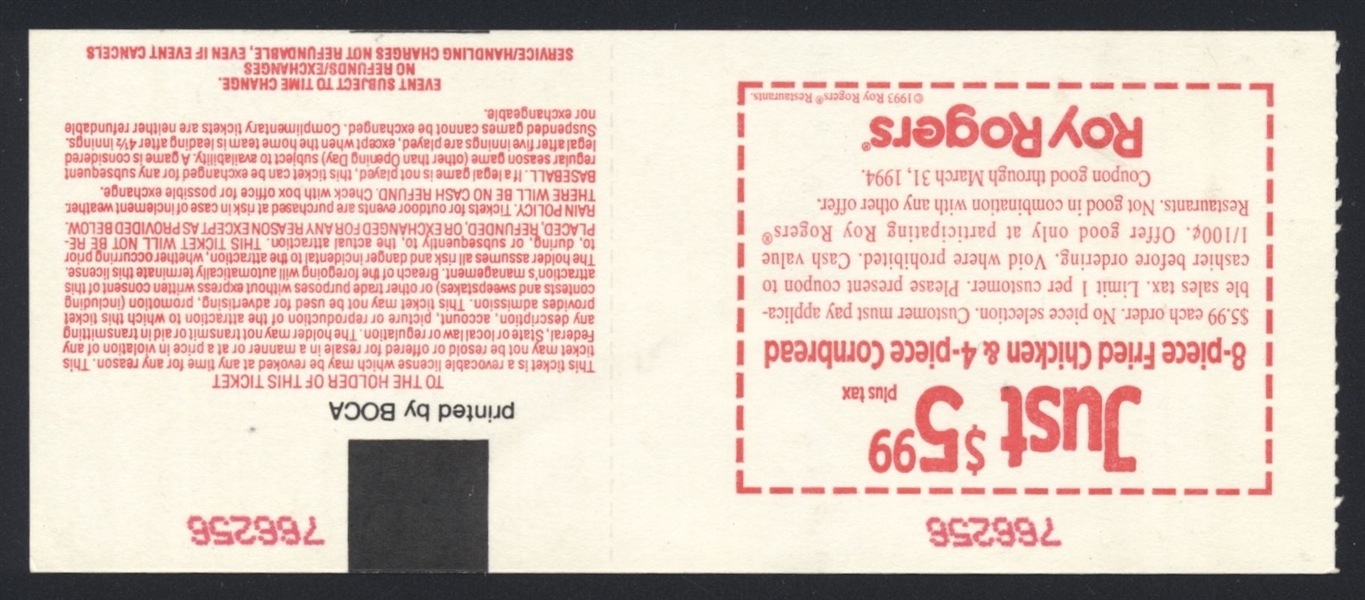 766256
Just $5.99
plus tax
8-piece Fried Chicken & 4-piece Cornbread
$5.99 each order. No piece selection. Customer must pay applica-
ble sales tax. Limit 1 per customer. Please present coupon to
cashier before ordering. Void where prohibited. Cash value
1/100¢. Offer good only at participating Roy Rogers®
Restaurants. Not good in combination with any other offer.
Coupon good through March 31, 1994.
Roy Rogers®
©1993 Roy Rogers® Restaurants.
766256
printed by BOCA
TO THE HOLDER OF THIS TICKET
This ticket is a revocable license which may be revoked at any time for any reason. This
ticket may not be resold or offered for resale in a manner or at a price in violation of any
Federal, State or local law or regulation. The holder may not transmit or aid in transmitting
any description, account, picture or reproduction of the attraction to which this ticket
provides admission. This ticket may not be used for advertising, promotion (including
contests and sweepstakes) or other trade purposes without express written consent of this
attraction's management. Breach of the foregoing will automatically terminate this license.
The holder assumes all risk and danger incidental to the attraction, whether occurring prior
to, during, or subsequently to, the actual attraction. THIS TICKET WILL NOT BE RE-
PLACED, REFUNDED, OR EXCHANGED FOR ANY REASON EXCEPT AS PROVIDED BELOW.
RAIN POLICY. Tickets for outdoor events are purchased at risk in case of inclement weather.
THERE WILL BE NO CASH REFUND. Check with box office for possible exchange.
BASEBALL. If a legal game is not played, this ticket can be exchanged for any subsequent
regular season game (other than Opening Day) subject to availability. A game is considered
legal after five innings are played, except when the home team is leading after 4½ innings.
Suspended games cannot be exchanged. Complimentary tickets are neither refundable
nor exchangeable.
EVENT SUBJECT TO TIME CHANGE.
NO REFUNDS/EXCHANGES
SERVICE/HANDLING CHARGES NOT REFUNDABLE, EVEN IF EVENT CANCELS